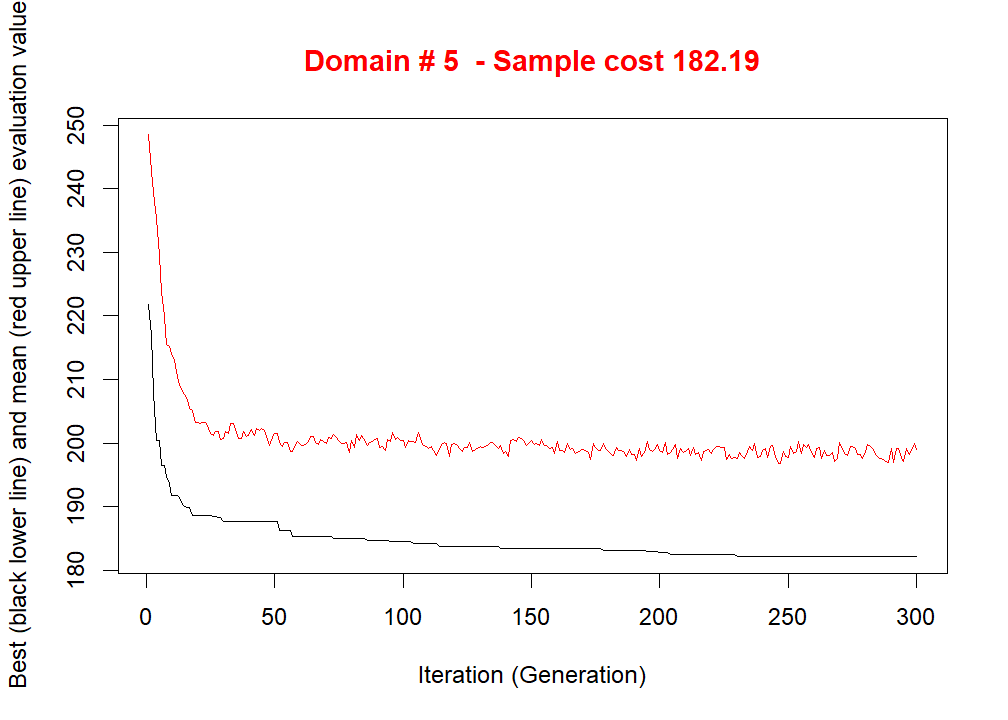 Domain # 5  - Sample cost 182.19
Best (black lower line) and mean (red upper line) evaluation value
250
240
230
220
210
200
190
180
0 50 100 150 200 250 300
Iteration (Generation)